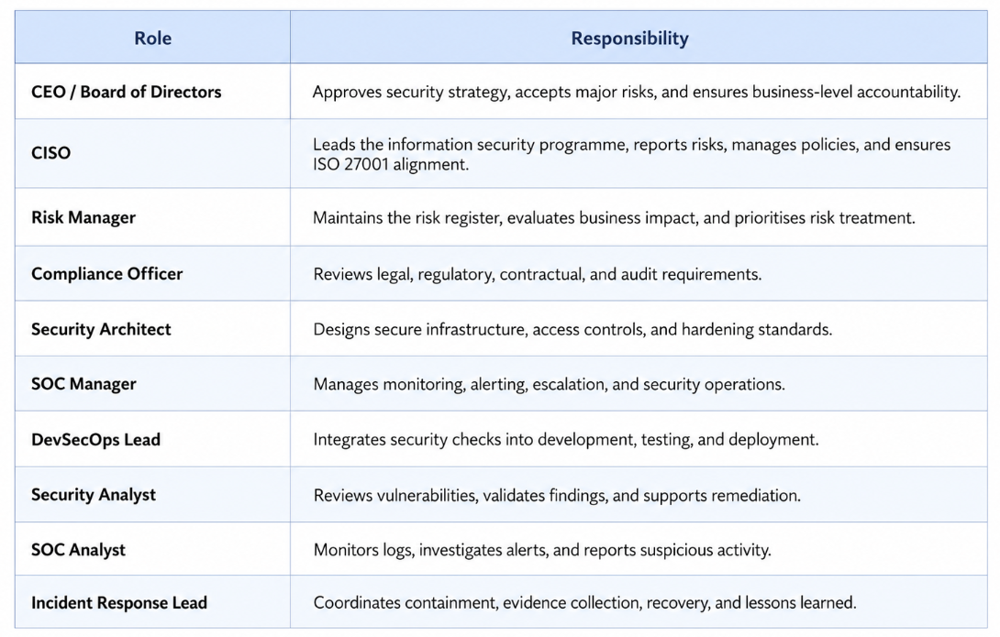 Role Responsibility
CEO / Board of Directors Approves security strategy, accepts major risks, and ensures business-level accountability.
CISO Leads the information security programme, reports risks, manages policies, and ensures
ISO 27001 alignment.
Risk Manager Maintains the risk register, evaluates business impact, and prioritises risk treatment.
Compliance Officer Reviews legal, regulatory, contractual, and audit requirements.
Security Architect Designs secure infrastructure, access controls, and hardening standards.
SOC Manager Manages monitoring, alerting, escalation, and security operations.
DevSecOps Lead Integrates security checks into development, testing, and deployment.
Security Analyst Reviews vulnerabilities, validates findings, and supports remediation.
SOC Analyst Monitors logs, investigates alerts, and reports suspicious activity.
Incident Response Lead Coordinates containment, evidence collection, recovery, and lessons learned.